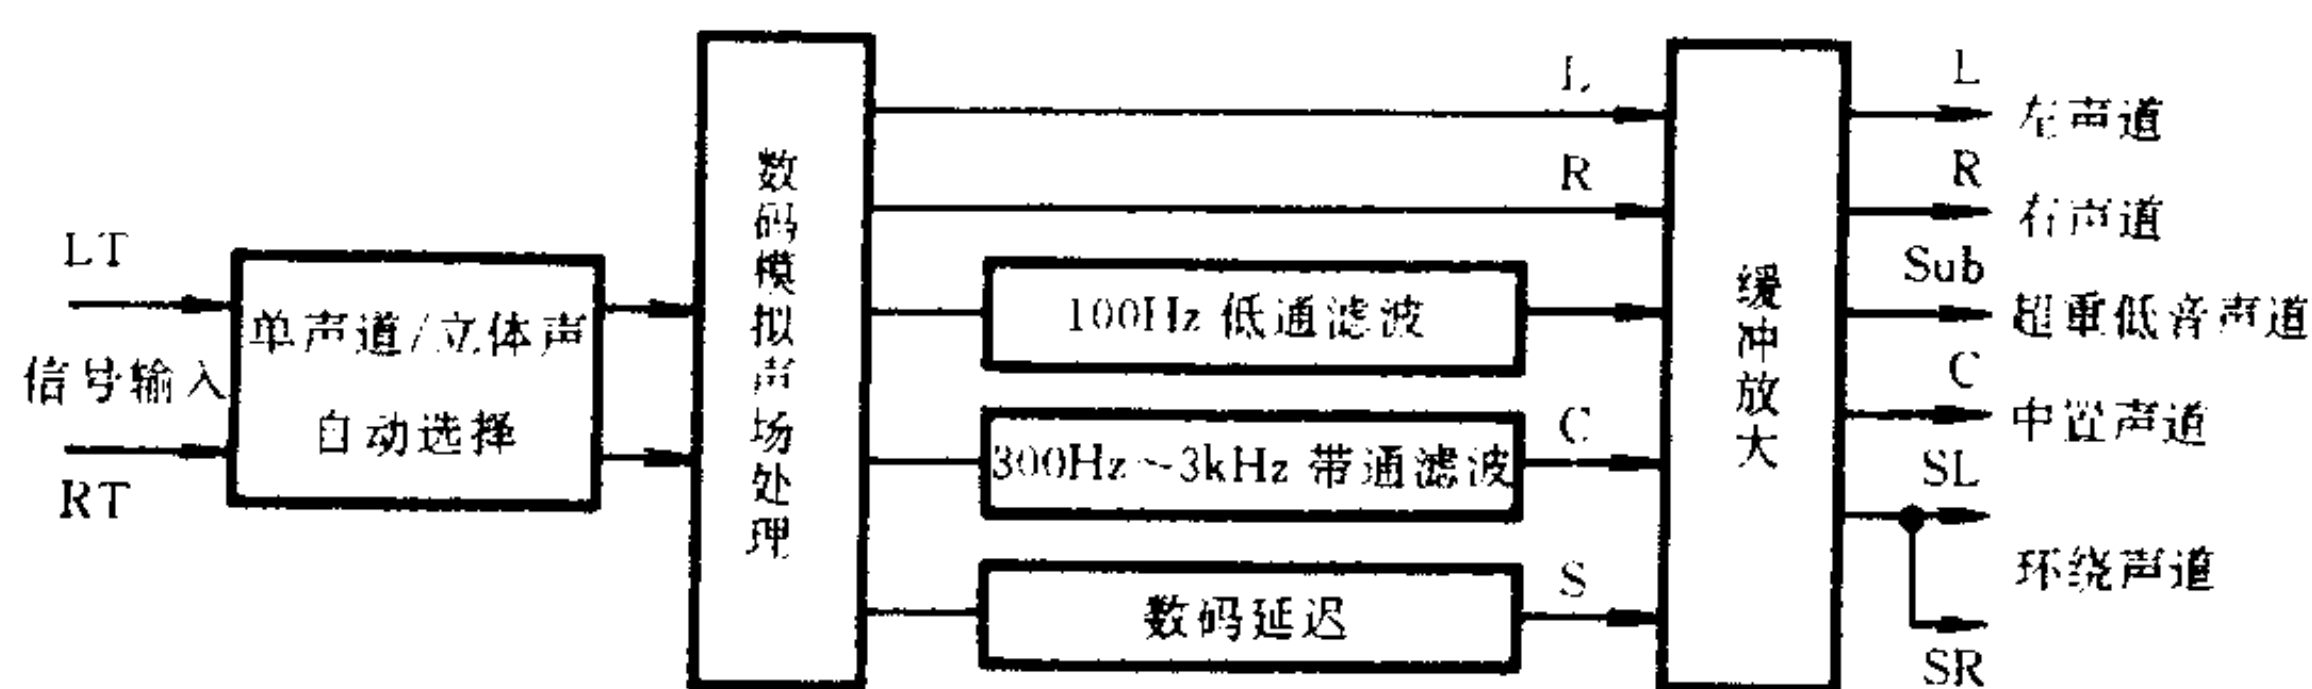 LT
信号输入
RT
单声道/立体声
自动选择
数码模拟声场处理
L
R
100Hz 低通滤波
300Hz~3kHz 带通滤波
C
数码延迟
S
缓冲放大
L
左声道
R
右声道
Sub
超重低音声道
C
中置声道
SL
环绕声道
SR